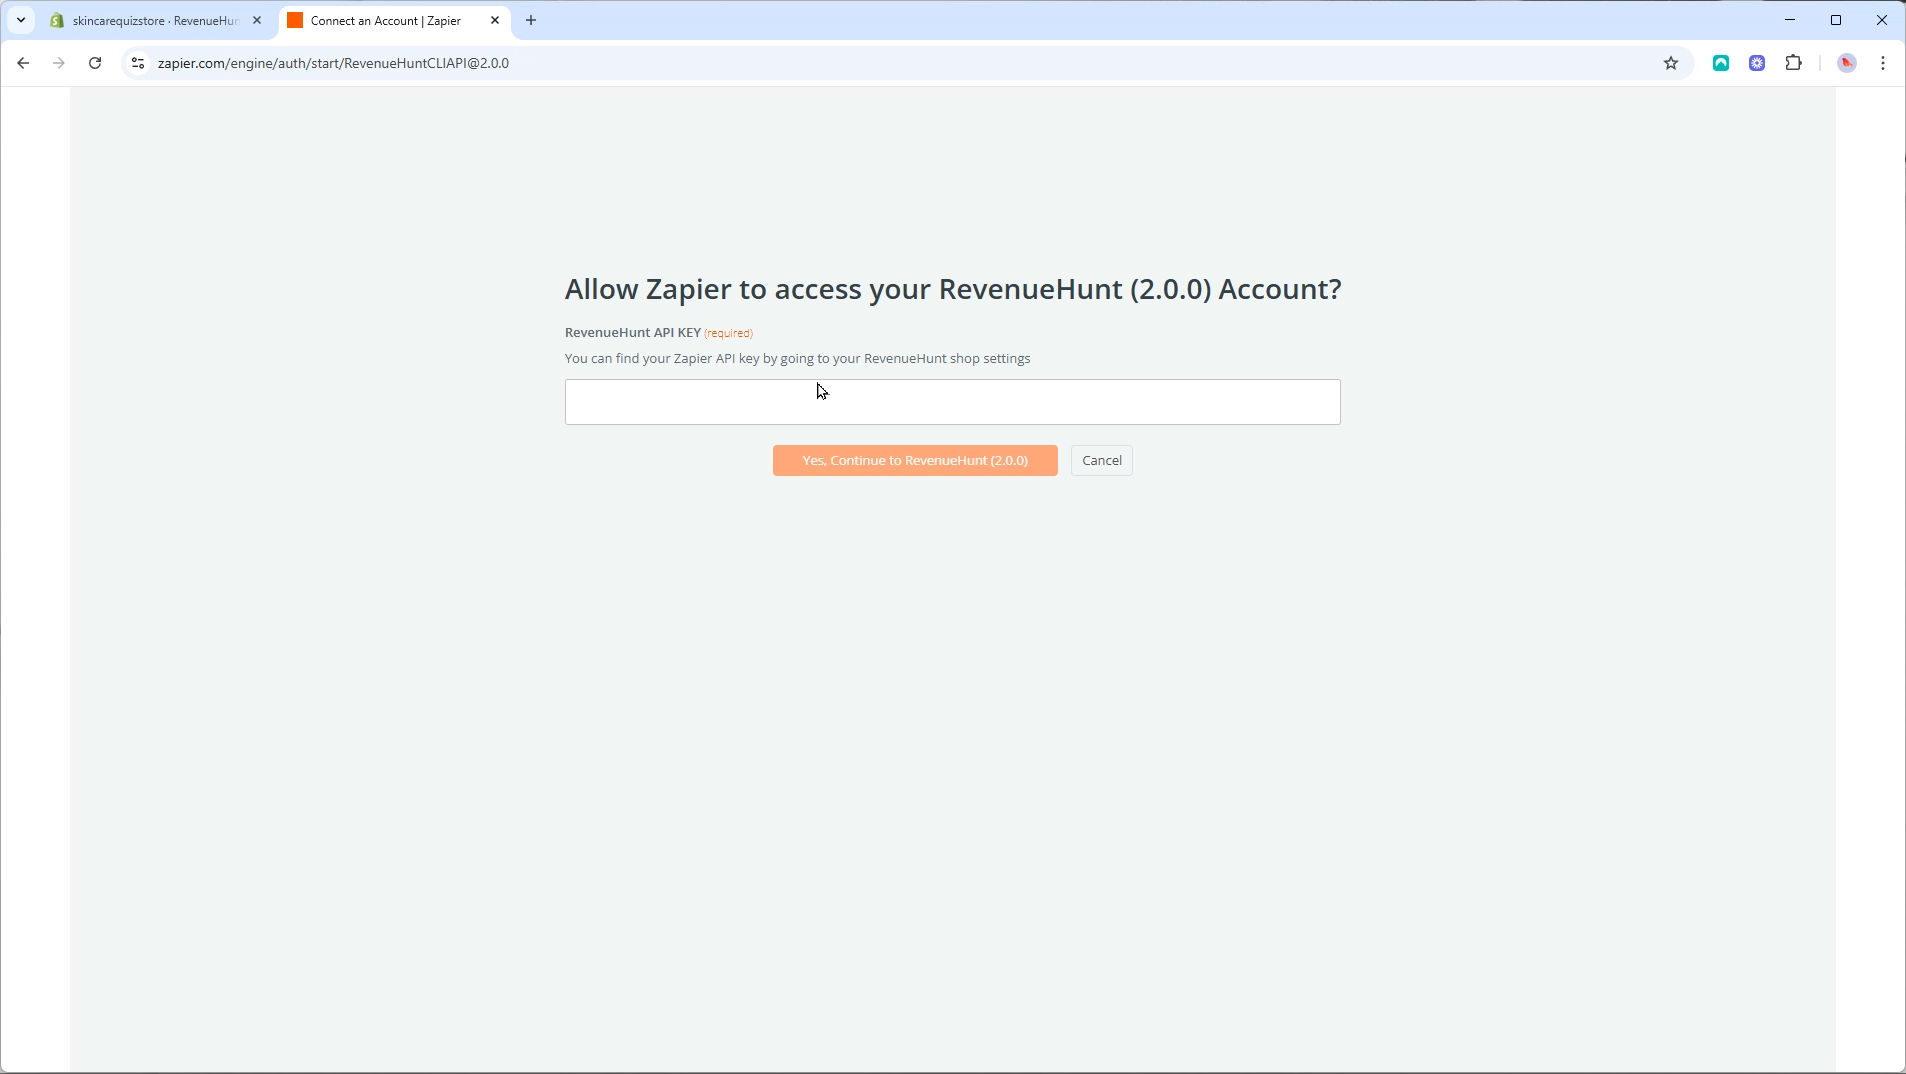 skincarequizstore · RevenueHun
Connect an Account | Zapier
zapier.com/engine/auth/start/RevenueHuntCLIAPI@2.0.0
Allow Zapier to access your RevenueHunt (2.0.0) Account?
RevenueHunt API KEY (required)
You can find your Zapier API key by going to your RevenueHunt shop settings
Yes, Continue to RevenueHunt (2.0.0)
Cancel